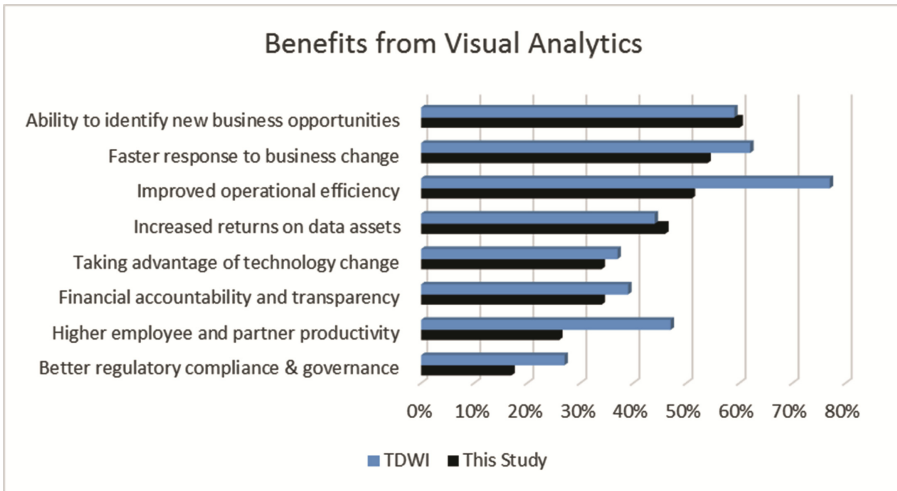 Benefits from Visual Analytics
Ability to identify new business opportunities
Faster response to business change
Improved operational efficiency
Increased returns on data assets
Taking advantage of technology change
Financial accountability and transparency
Higher employee and partner productivity
Better regulatory compliance & governance
0% 10% 20% 30% 40% 50% 60% 70% 80%
TDWI This Study